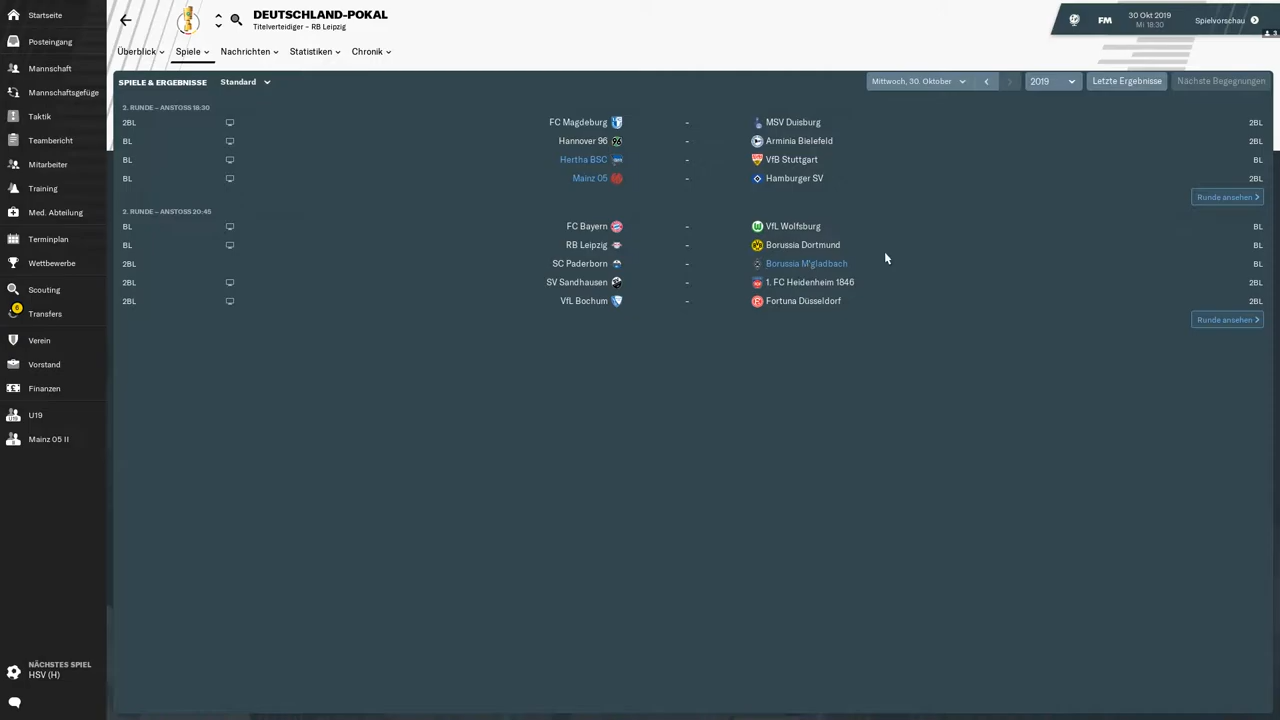 Startseite
Posteingang
Mannschaft
Mannschaftsgefüge
Taktik
Teambericht
Mitarbeiter
Training
Med. Abteilung
Terminplan
Wettbewerbe
Scouting
6
Transfers
Verein
Vorstand
Finanzen
U19
Mainz 05 II
NÄCHSTES SPIEL
HSV (H)
DEUTSCHLAND-POKAL
Titelverteidiger – RB Leipzig
FM 30 Okt 2019 Spielvorschau
Mi 18:30
3
Überblick Spiele Nachrichten Statistiken Chronik
SPIELE & ERGEBNISSE Standard Mittwoch, 30. Oktober 2019 Letzte Ergebnisse Nächste Begegnungen
2. RUNDE – ANSTOSS 18:30
2BL FC Magdeburg - MSV Duisburg 2BL
BL Hannover 96 - Arminia Bielefeld 2BL
BL Hertha BSC - VfB Stuttgart BL
BL Mainz 05 - Hamburger SV 2BL
Runde ansehen
2. RUNDE – ANSTOSS 20:45
BL FC Bayern - VfL Wolfsburg BL
BL RB Leipzig - Borussia Dortmund BL
2BL SC Paderborn - Borussia M'gladbach BL
2BL SV Sandhausen - 1. FC Heidenheim 1846 2BL
2BL VfL Bochum - Fortuna Düsseldorf 2BL
Runde ansehen